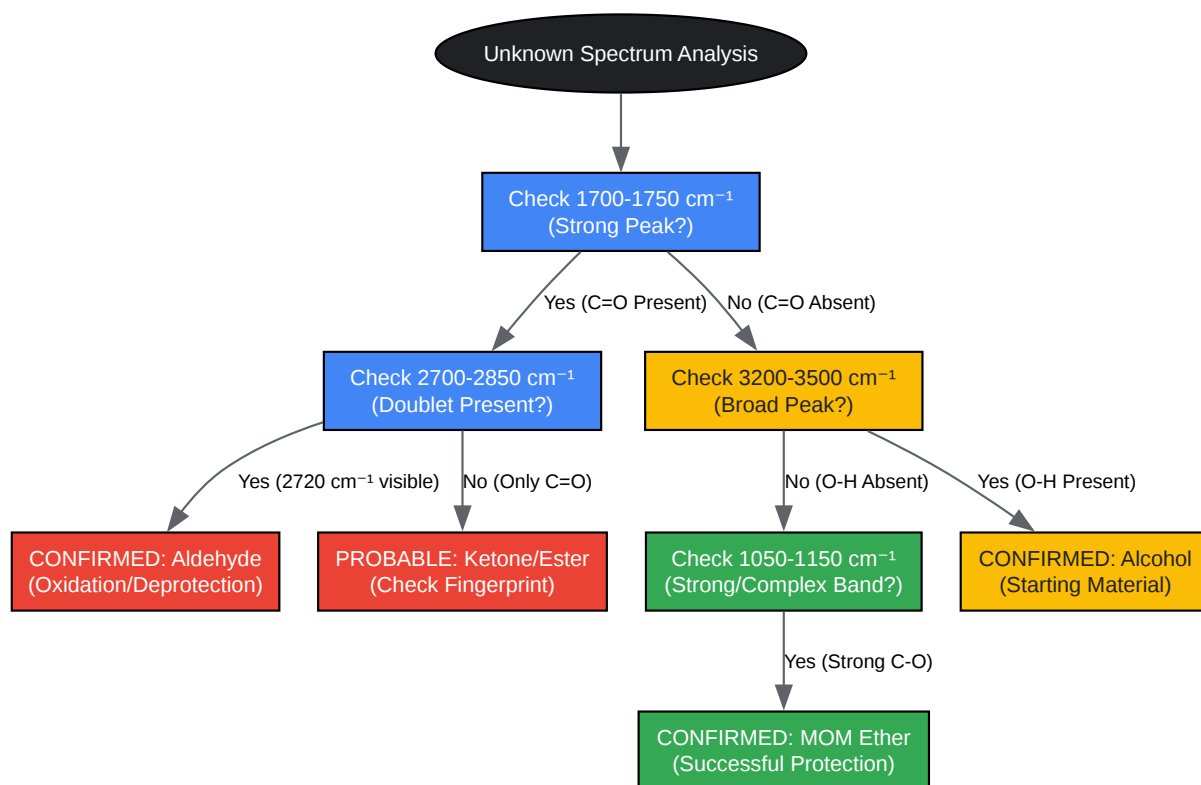 Unknown Spectrum Analysis
Check 1700-1750 cm⁻¹
(Strong Peak?)
Yes (C=O Present)
No (C=O Absent)
Check 2700-2850 cm⁻¹
(Doublet Present?)
Check 3200-3500 cm⁻¹
(Broad Peak?)
Yes (2720 cm⁻¹ visible)
No (Only C=O)
No (O-H Absent)
Yes (O-H Present)
CONFIRMED: Aldehyde
(Oxidation/Deprotection)
PROBABLE: Ketone/Ester
(Check Fingerprint)
Check 1050-1150 cm⁻¹
(Strong/Complex Band?)
CONFIRMED: Alcohol
(Starting Material)
Yes (Strong C-O)
CONFIRMED: MOM Ether
(Successful Protection)